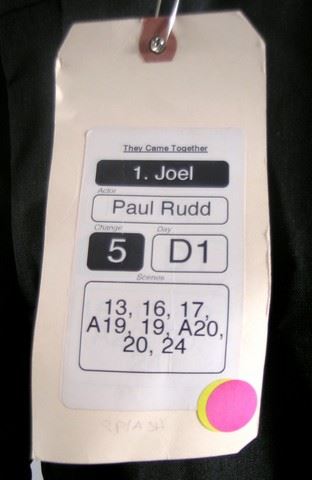 They Came Together
1. Joel
Actor
Paul Rudd
Change Day
5 D1
Scenes
13, 16, 17,
A19, 19, A20,
20, 24